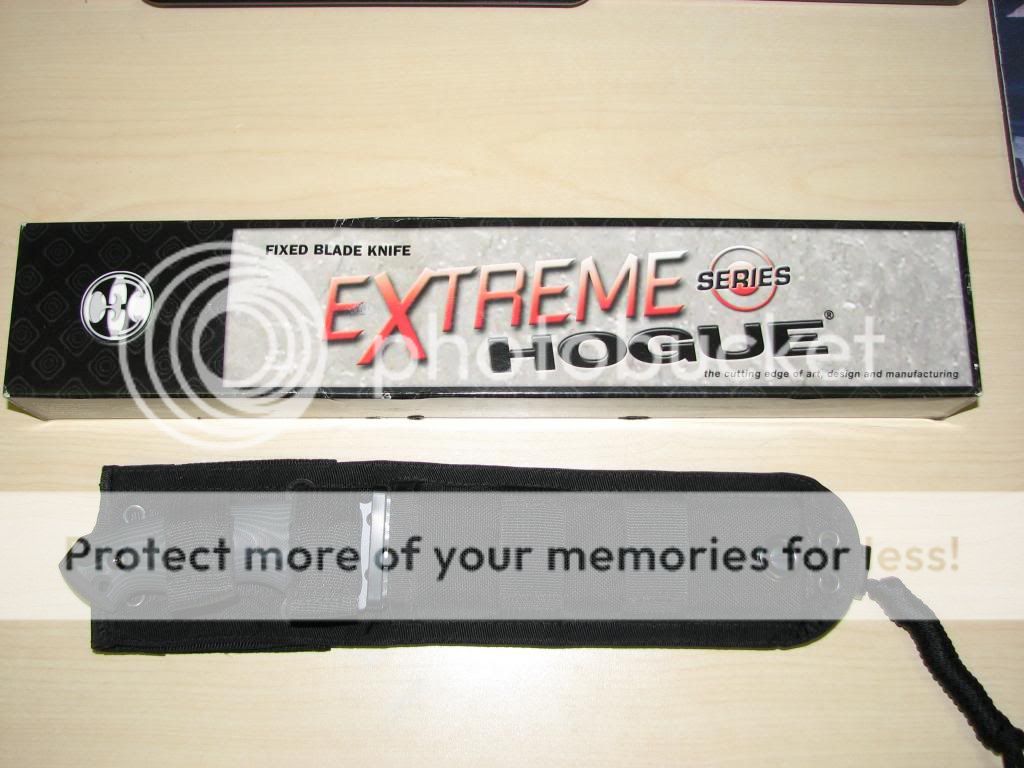 FIXED BLADE KNIFE
EXTREME SERIES
HOGUE®
the cutting edge of art, design and manufacturing
photobucket
Protect more of your memories for less!